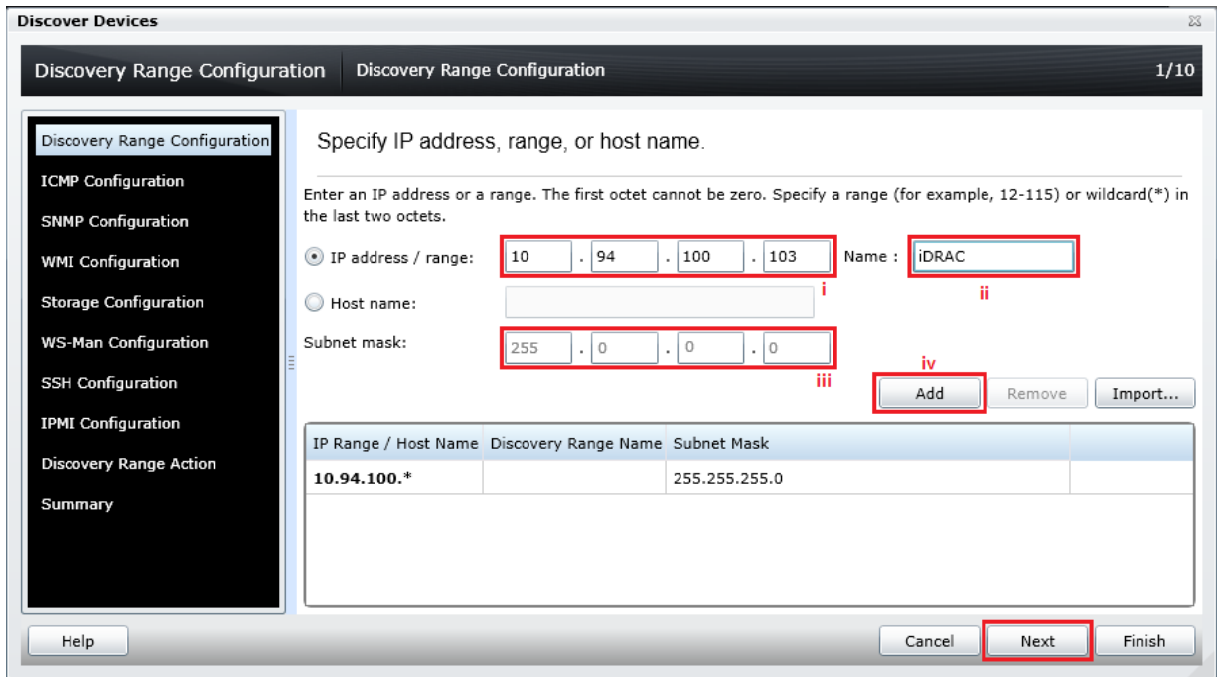 Discover Devices
Discovery Range Configuration Discovery Range Configuration 1/10
Discovery Range Configuration
ICMP Configuration
SNMP Configuration
WMI Configuration
Storage Configuration
WS-Man Configuration
SSH Configuration
IPMI Configuration
Discovery Range Action
Summary
Specify IP address, range, or host name.
Enter an IP address or a range. The first octet cannot be zero. Specify a range (for example, 12-115) or wildcard(*) in
the last two octets.
IP address / range: 10 . 94 . 100 . 103 Name : iDRAC
i ii
Host name:
Subnet mask: 255 . 0 . 0 . 0
iii iv
Add Remove Import...
IP Range / Host Name Discovery Range Name Subnet Mask
10.94.100.* 255.255.255.0
Help Cancel Next Finish